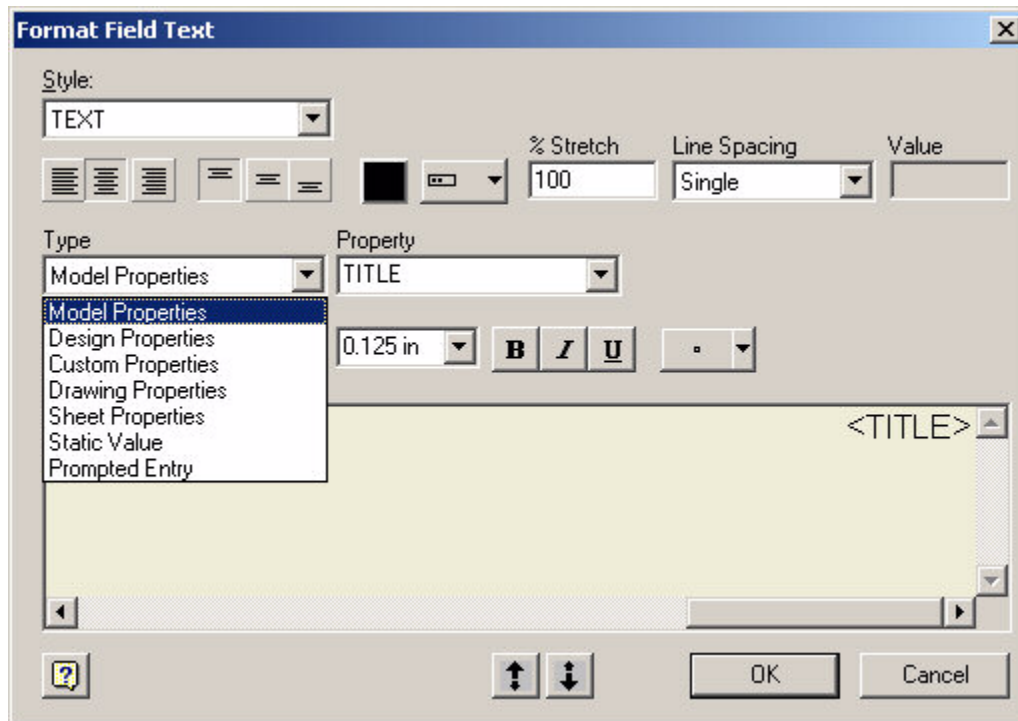 Format Field Text
Style:
TEXT
% Stretch
Line Spacing
Value
100
Single
Type
Property
Model Properties
TITLE
Model Properties
Design Properties
Custom Properties
Drawing Properties
Sheet Properties
Static Value
Prompted Entry
0.125 in
B I U
<TITLE>
OK
Cancel